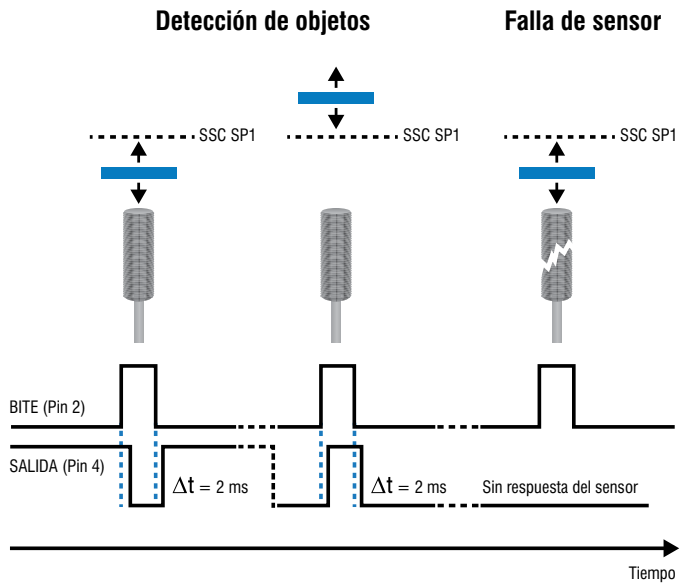 Detección de objetos
Falla de sensor
SSC SP1
SSC SP1
SSC SP1
BITE (Pin 2)
SALIDA (Pin 4)
Δt = 2 ms
Δt = 2 ms
Sin respuesta del sensor
Tiempo